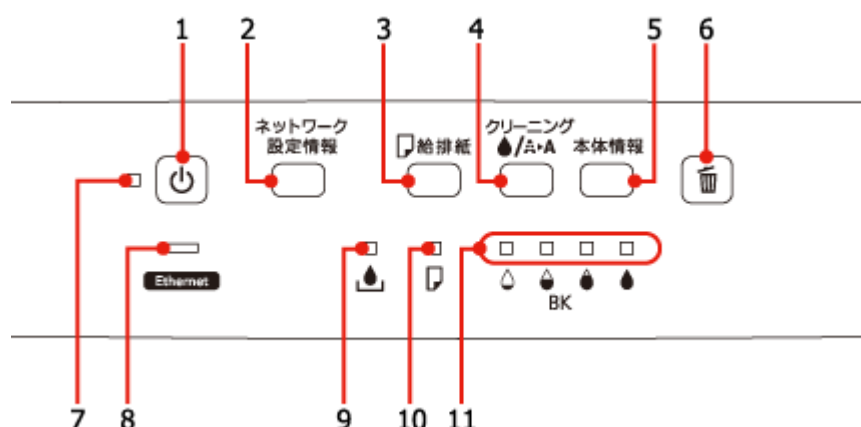 1 2 3 4 5 6
ネットワーク
設定情報
給排紙
クリーニング
/A▸A
本体情報
Ethernet
BK
7 8 9 10 11